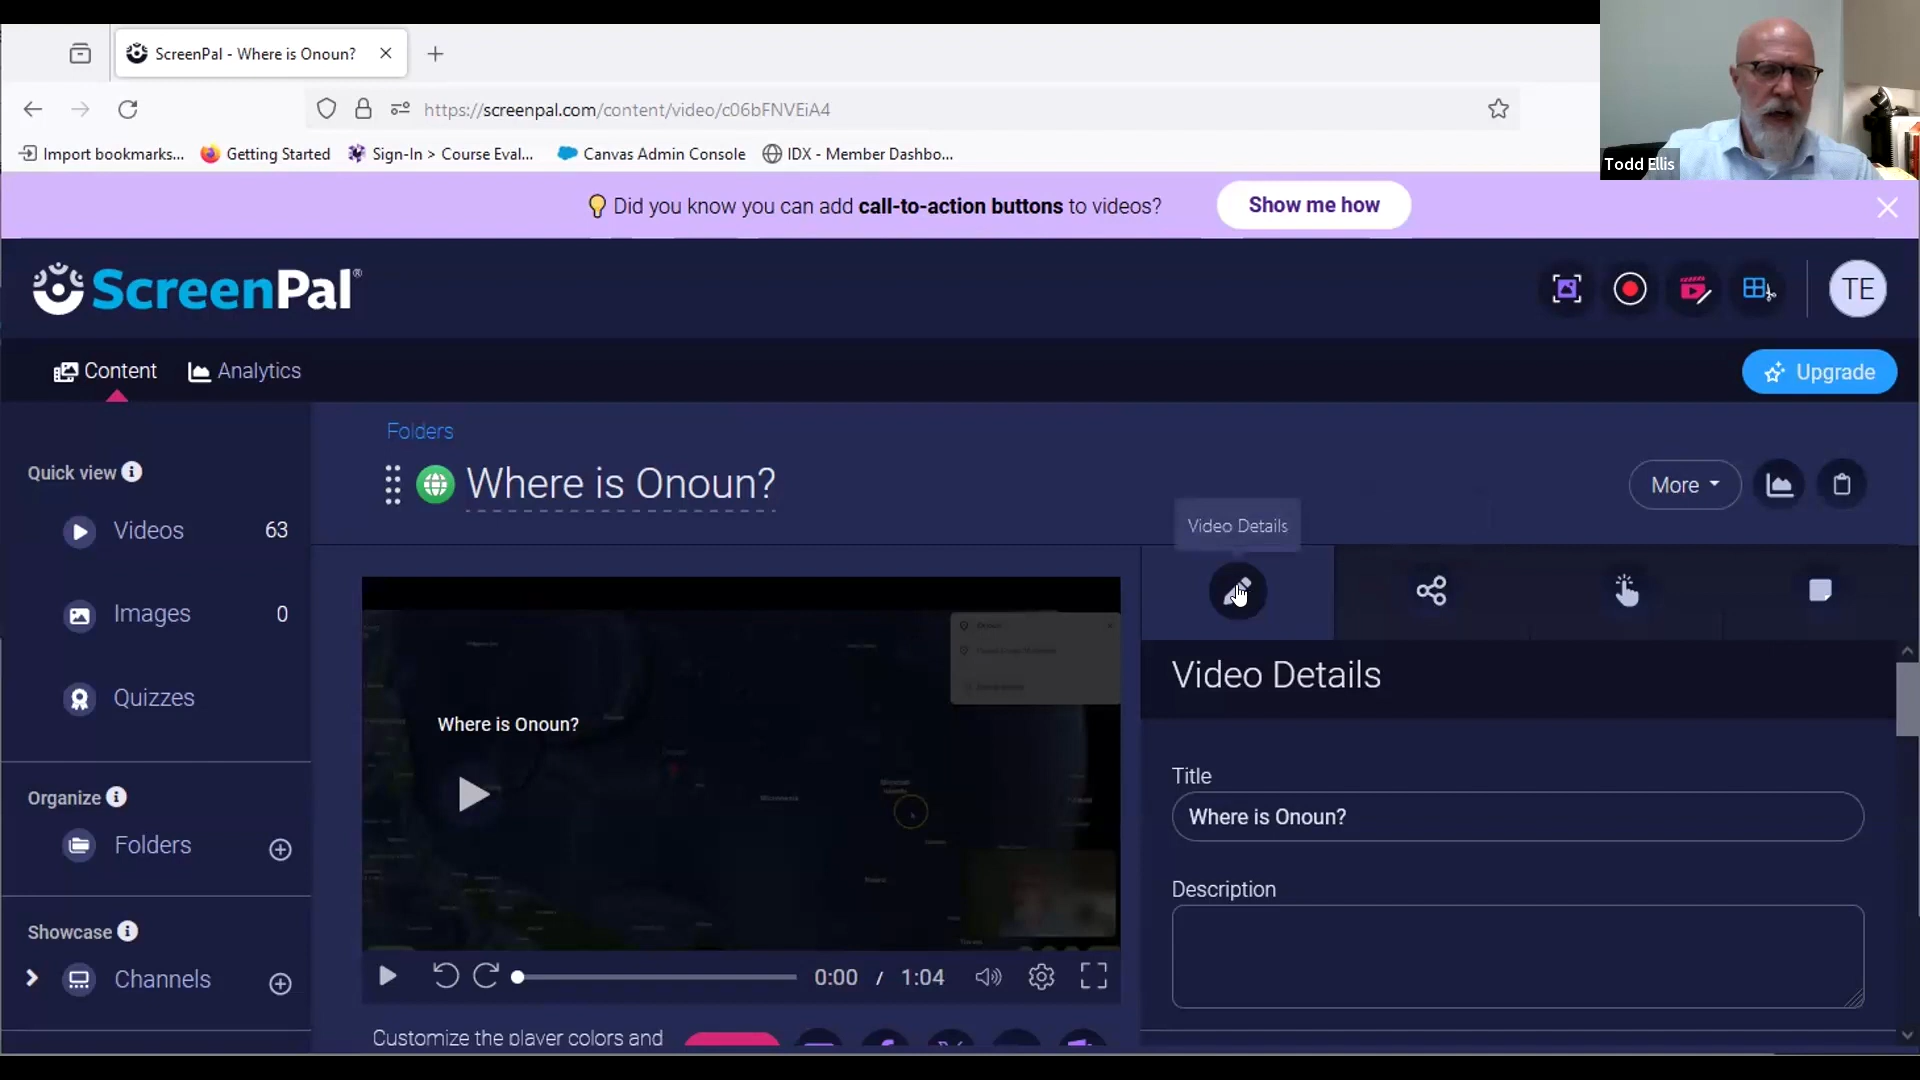 ScreenPal - Where is Onoun?
Todd Ellis
https://screenpal.com/content/video/c06bFNVEiA4
Import bookmarks...
Getting Started
Sign-In > Course Eval...
Canvas Admin Console
IDX - Member Dashbo...
Did you know you can add call-to-action buttons to videos?
Show me how
ScreenPal®
TE
Content
Analytics
Upgrade
Folders
Where is Onoun?
More
Quick view
Videos 63
Images 0
Quizzes
Organize
Folders
Showcase
Channels
Where is Onoun?
0:00 / 1:04
Customize the player colors and
Video Details
Video Details
Title
Where is Onoun?
Description